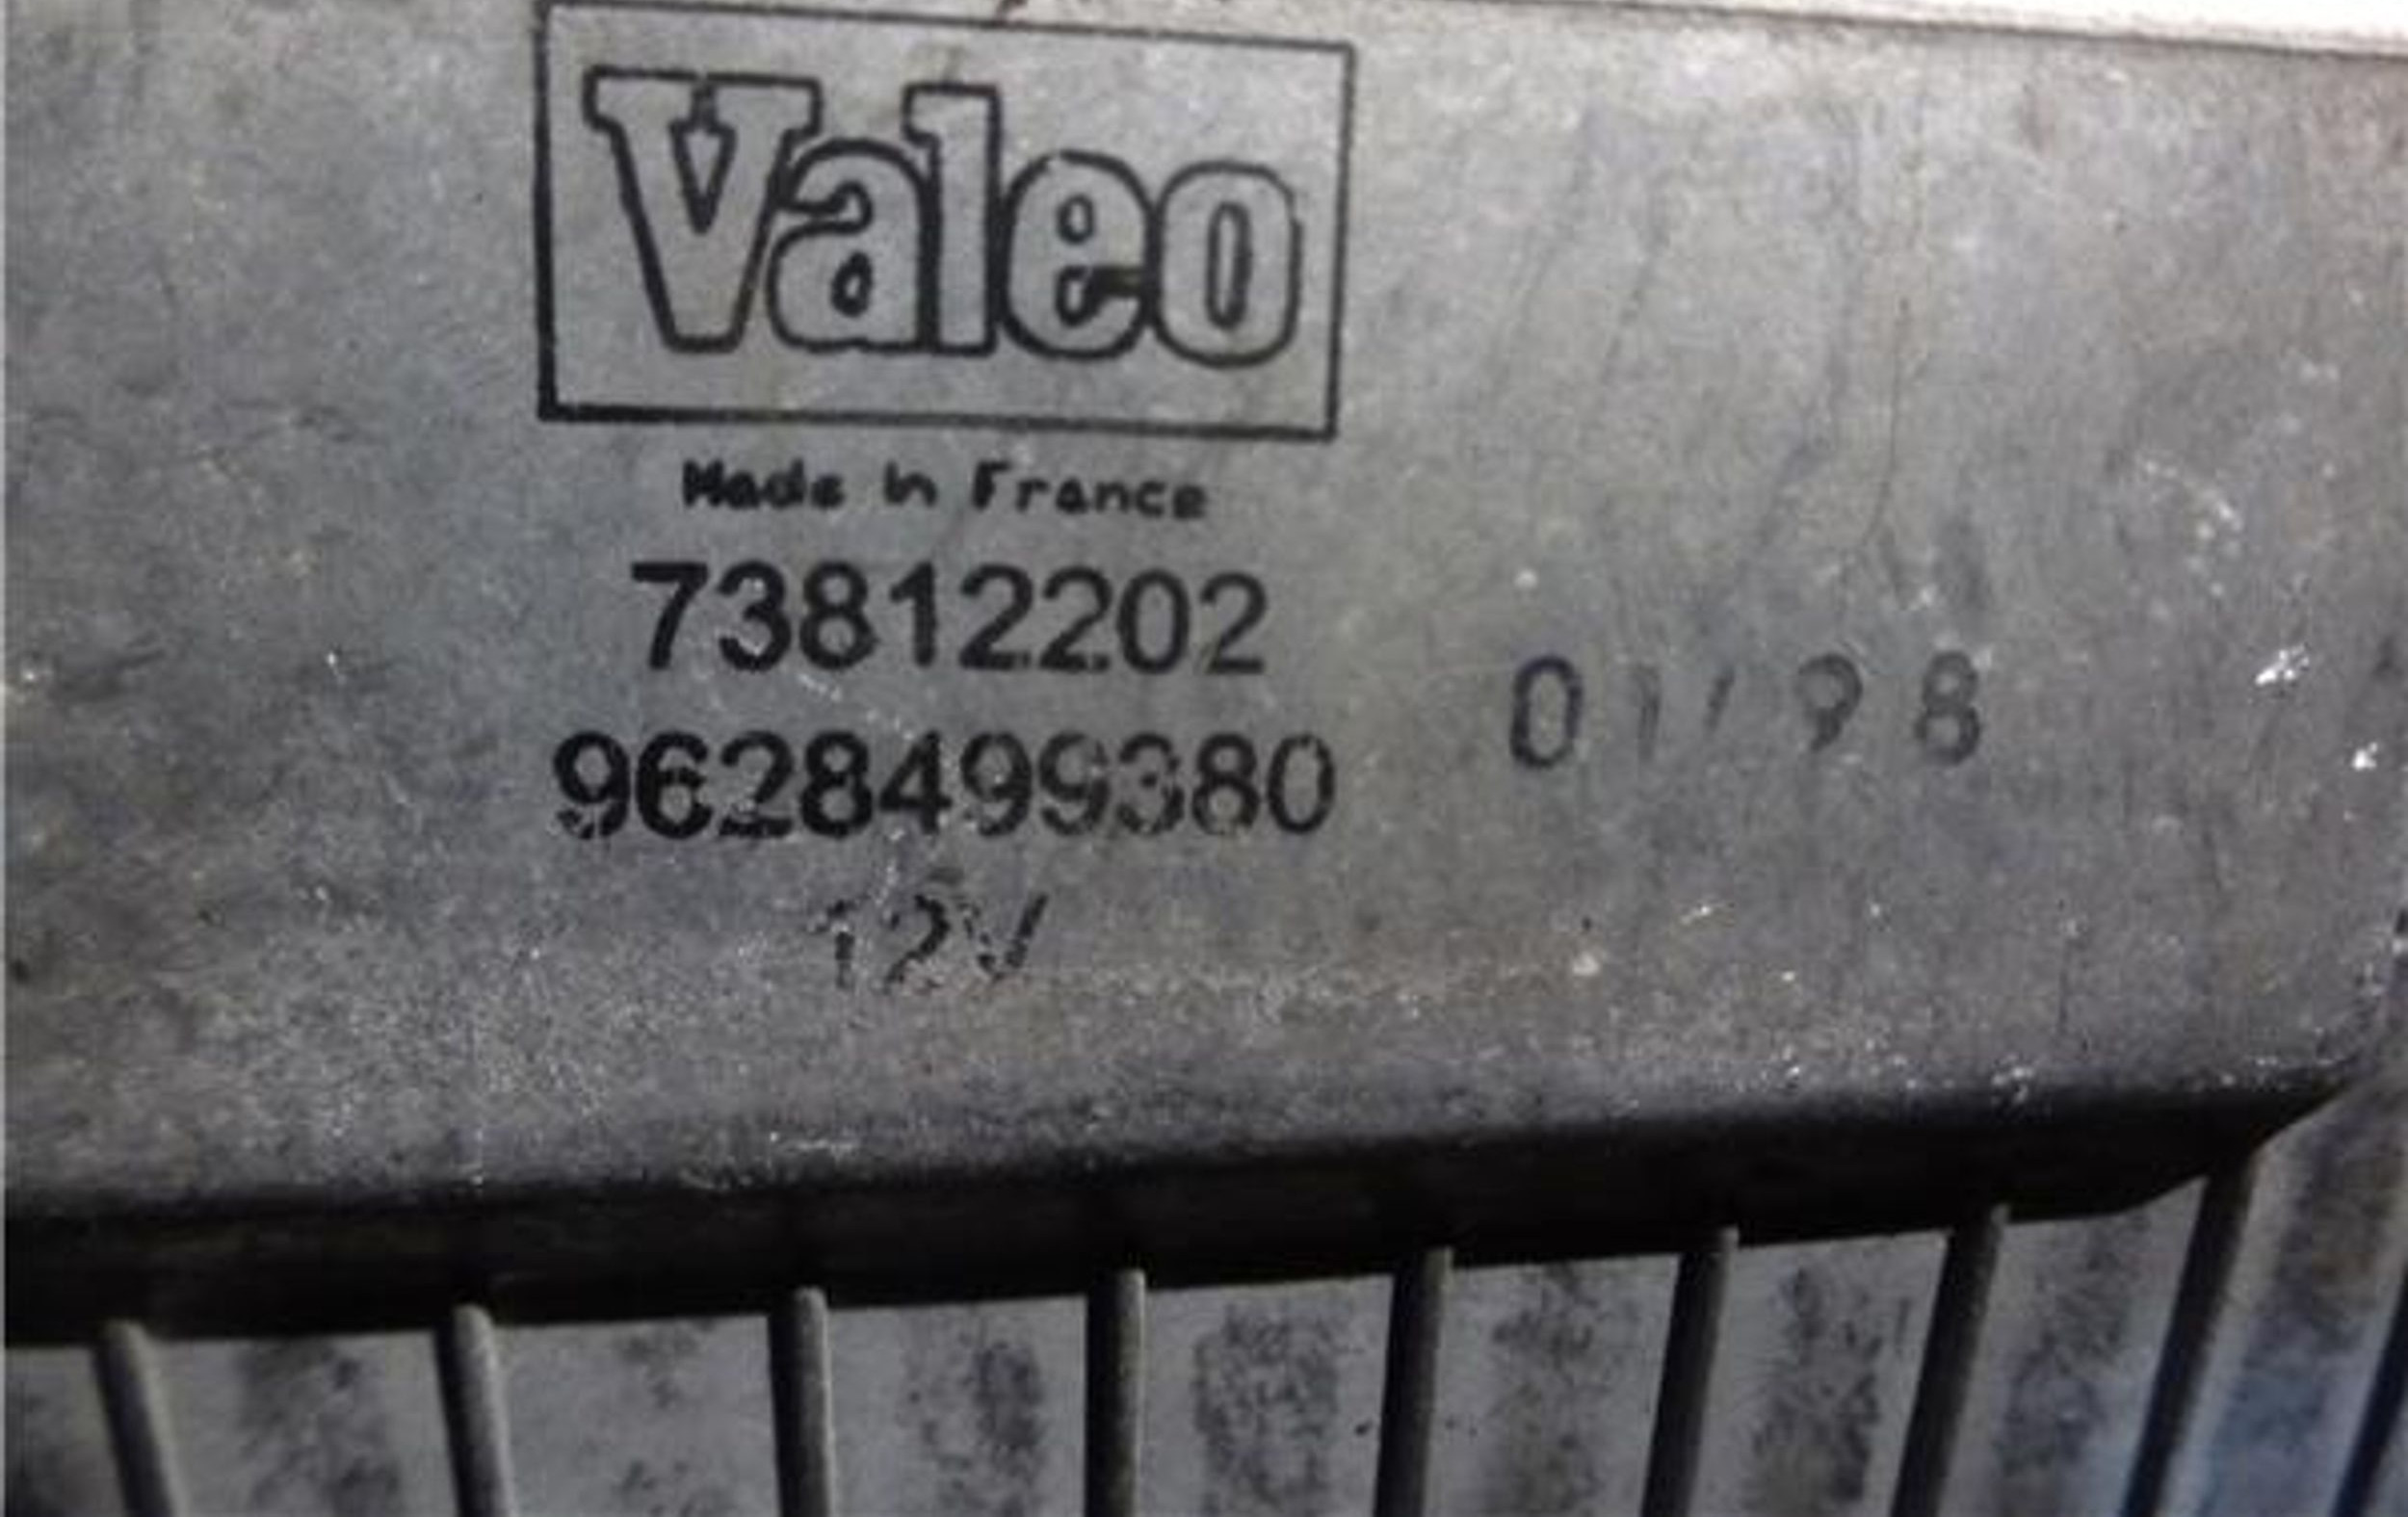 Valeo
Made in France
73812202
9628499380
01/98
12V